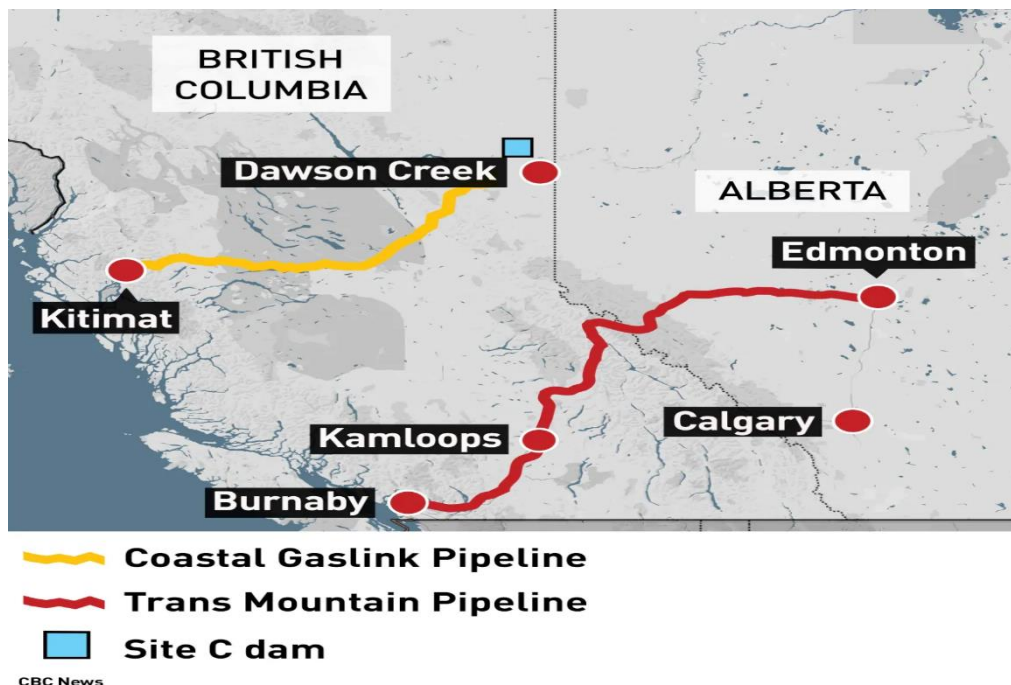 BRITISH
COLUMBIA
Dawson Creek
ALBERTA
Edmonton
Kitimat
Calgary
Kamloops
Burnaby
Coastal Gaslink Pipeline
Trans Mountain Pipeline
Site C dam
CBC News